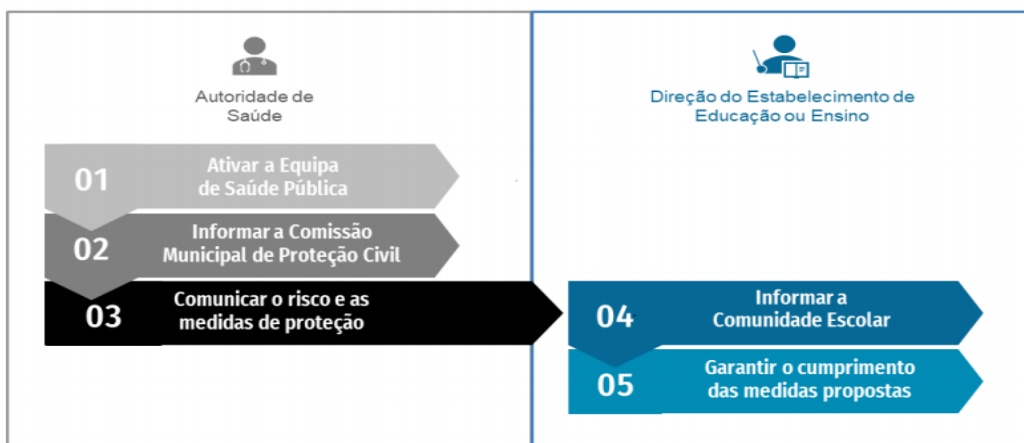 Autoridade de
Saúde
Direção do Estabelecimento de
Educação ou Ensino
01
Ativar a Equipa
de Saúde Pública
02
Informar a Comissão
Municipal de Proteção Civil
03
Comunicar o risco e as
medidas de proteção
04
Informar a
Comunidade Escolar
05
Garantir o cumprimento
das medidas propostas